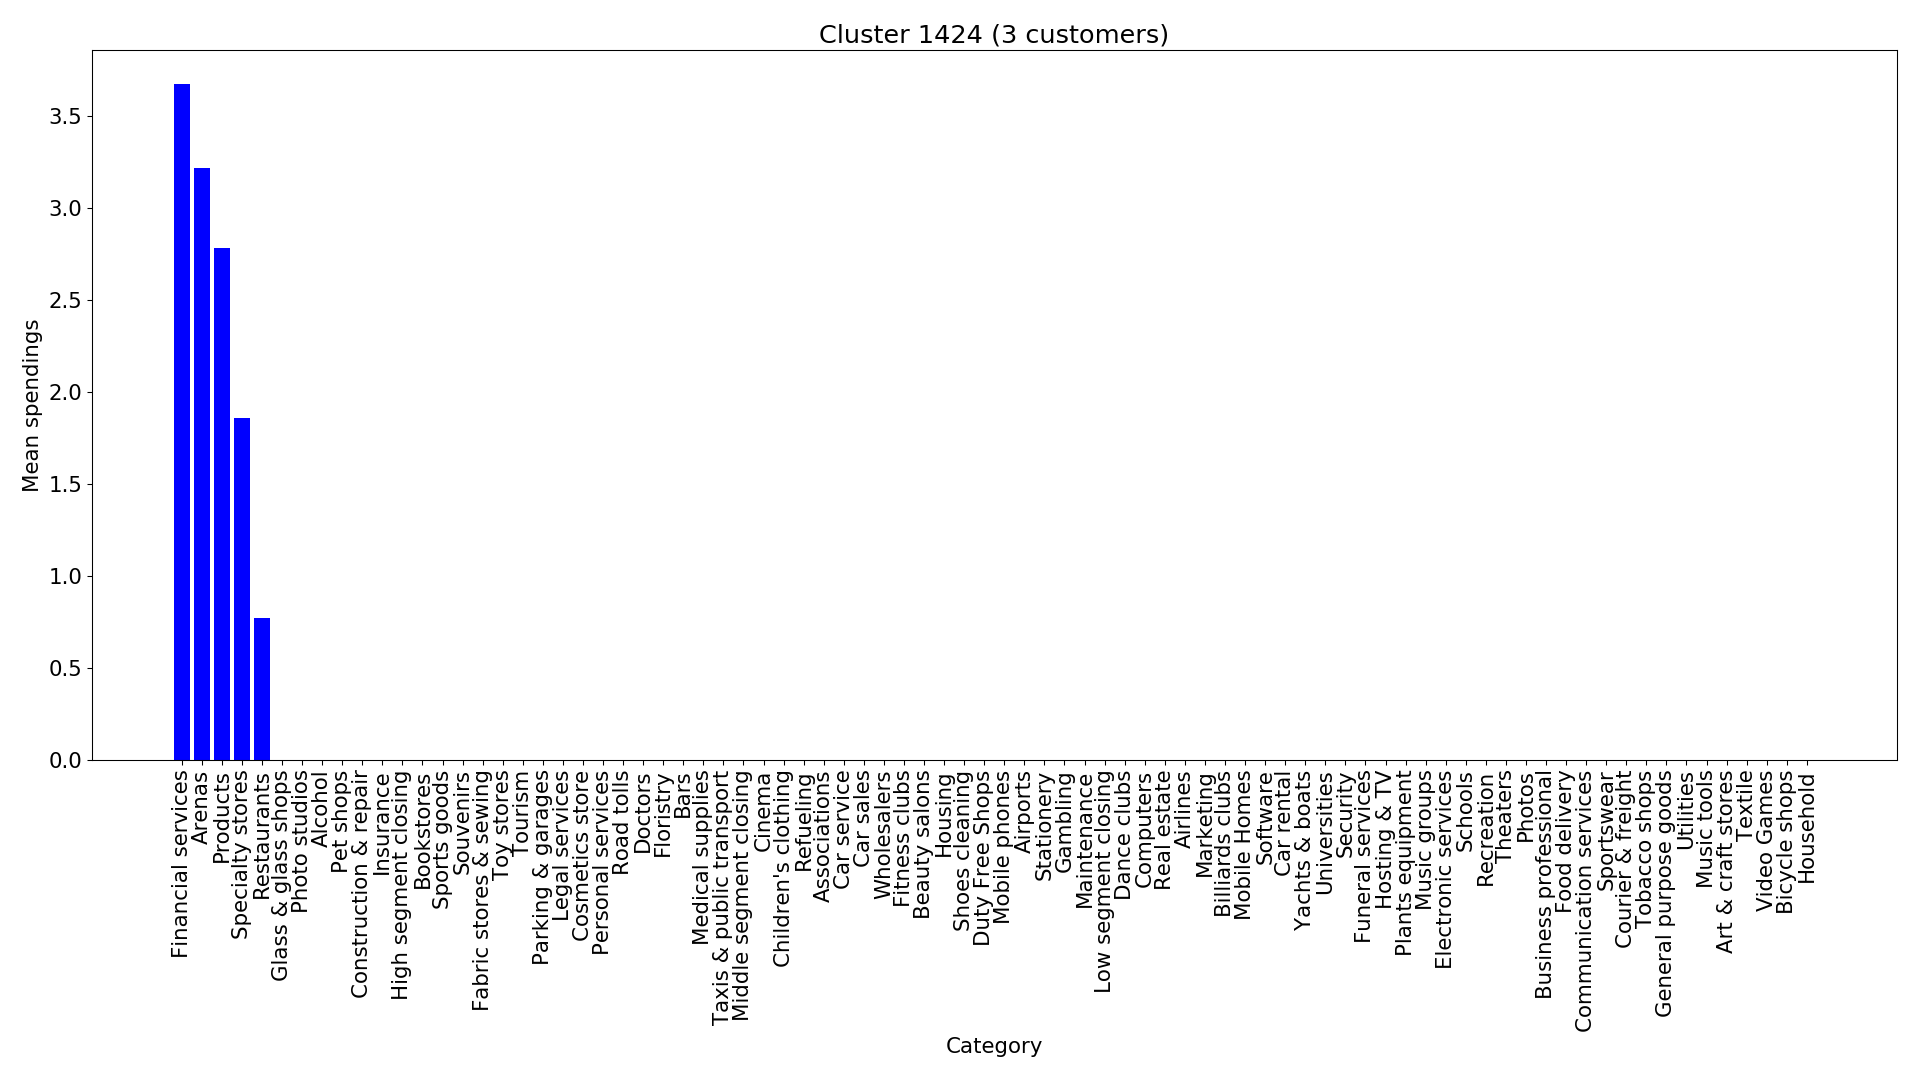 Cluster 1424 (3 customers)
Mean spendings
3.5
3.0
2.5
2.0
1.5
1.0
0.5
0.0
Financial services
Arenas
Products
Specialty stores
Restaurants
Glass & glass shops
Photo studios
Alcohol
Pet shops
Construction & repair
Insurance
High segment closing
Bookstores
Sports goods
Souvenirs
Fabric stores & sewing
Toy stores
Tourism
Parking & garages
Legal services
Cosmetics store
Personal services
Road tolls
Doctors
Floristry
Bars
Medical supplies
Taxis & public transport
Middle segment closing
Cinema
Children's clothing
Refueling
Associations
Car service
Car sales
Wholesalers
Fitness clubs
Beauty salons
Housing
Shoes cleaning
Duty Free Shops
Mobile phones
Airports
Stationery
Gambling
Maintenance
Low segment closing
Dance clubs
Computers
Real estate
Airlines
Marketing
Billiards clubs
Mobile Homes
Software
Car rental
Yachts & boats
Universities
Security
Funeral services
Hosting & TV
Plants equipment
Music groups
Electronic services
Schools
Recreation
Theaters
Photos
Business professional
Food delivery
Communication services
Sportswear
Courier & freight
Tobacco shops
General purpose goods
Utilities
Music tools
Art & craft stores
Textile
Video Games
Bicycle shops
Household
Category